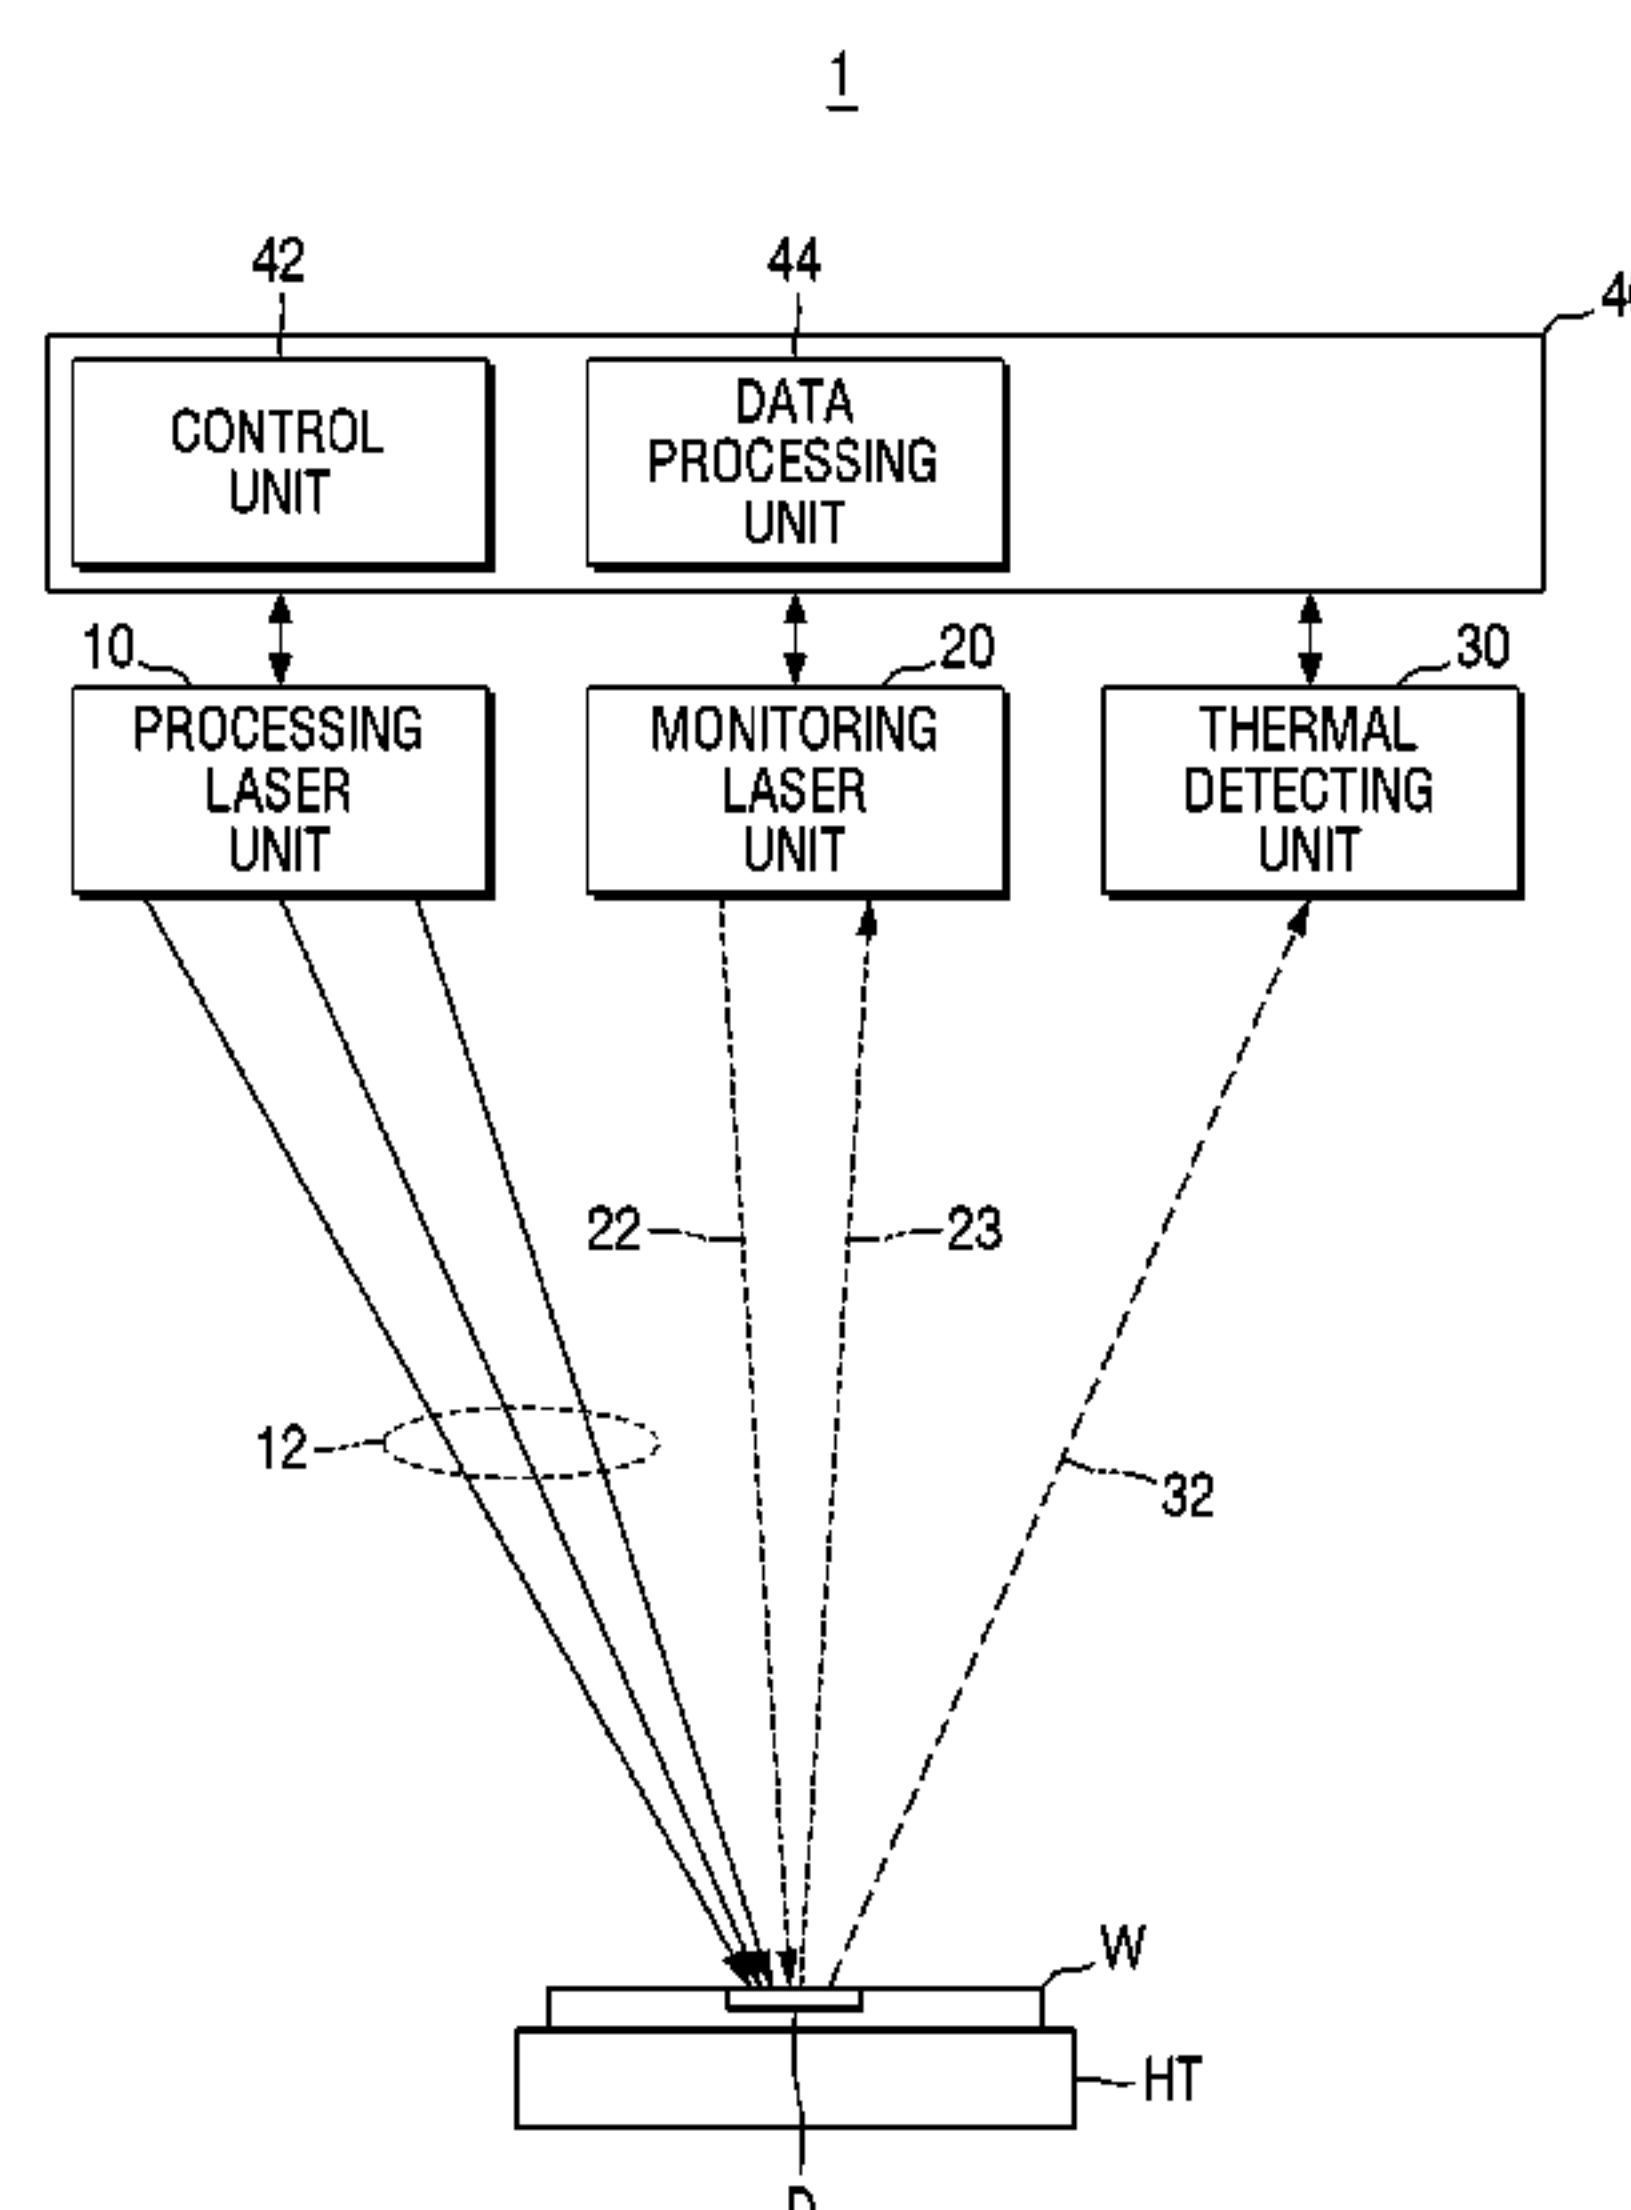 1
42
44
CONTROL
UNIT
DATA
PROCESSING
UNIT
10
20
30
PROCESSING
LASER
UNIT
MONITORING
LASER
UNIT
THERMAL
DETECTING
UNIT
22
23
12
32
W
HT